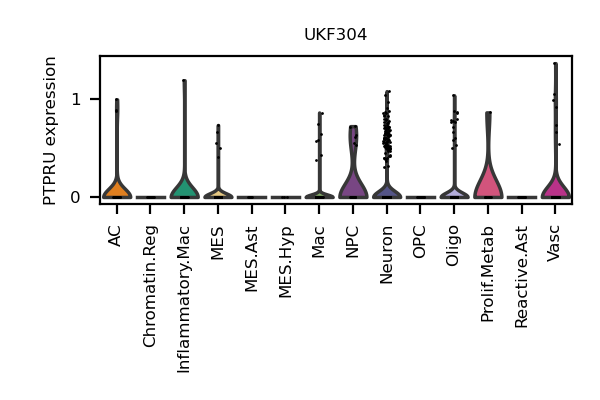 UKF304
PTPRU expression
1
0
AC
Chromatin.Reg
Inflammatory.Mac
MES
MES.Ast
MES.Hyp
Mac
NPC
Neuron
OPC
Oligo
Prolif.Metab
Reactive.Ast
Vasc